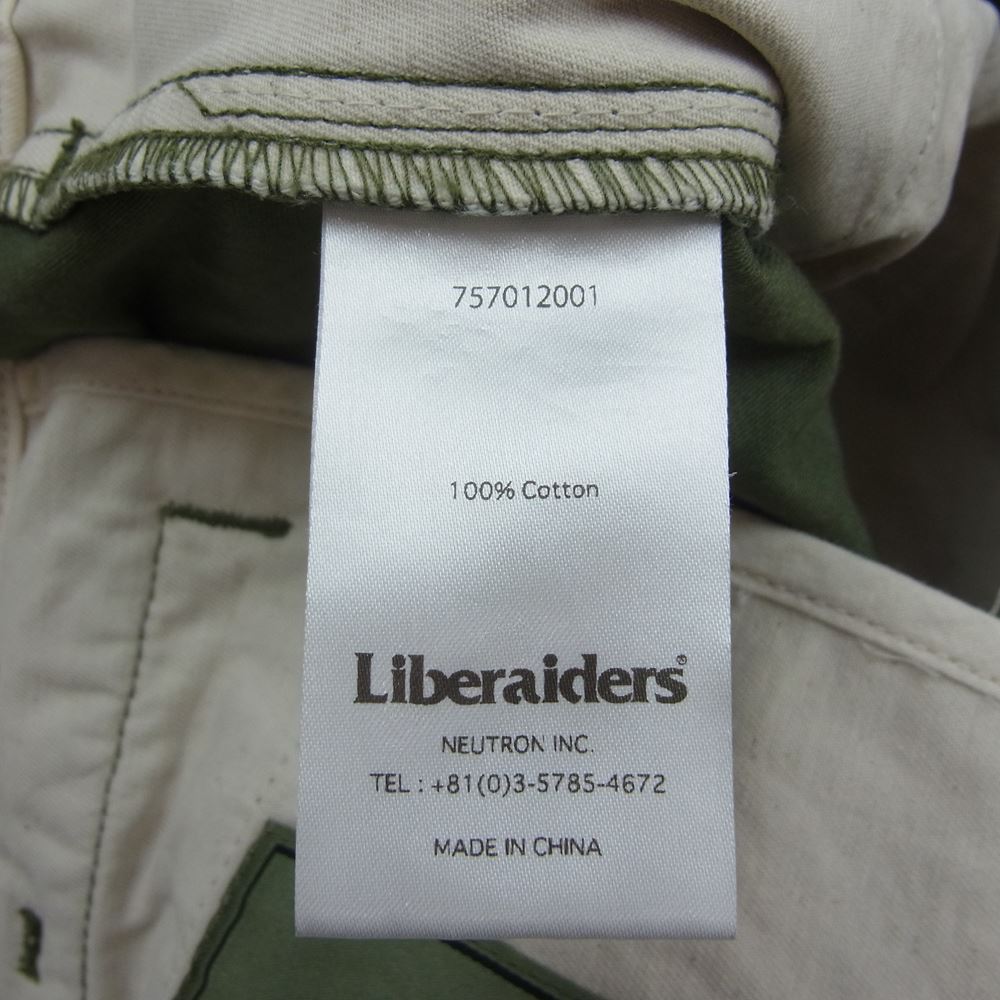 757012001
100% Cotton
Liberaiders®
NEUTRON INC.
TEL : +81(0)3-5785-4672
MADE IN CHINA